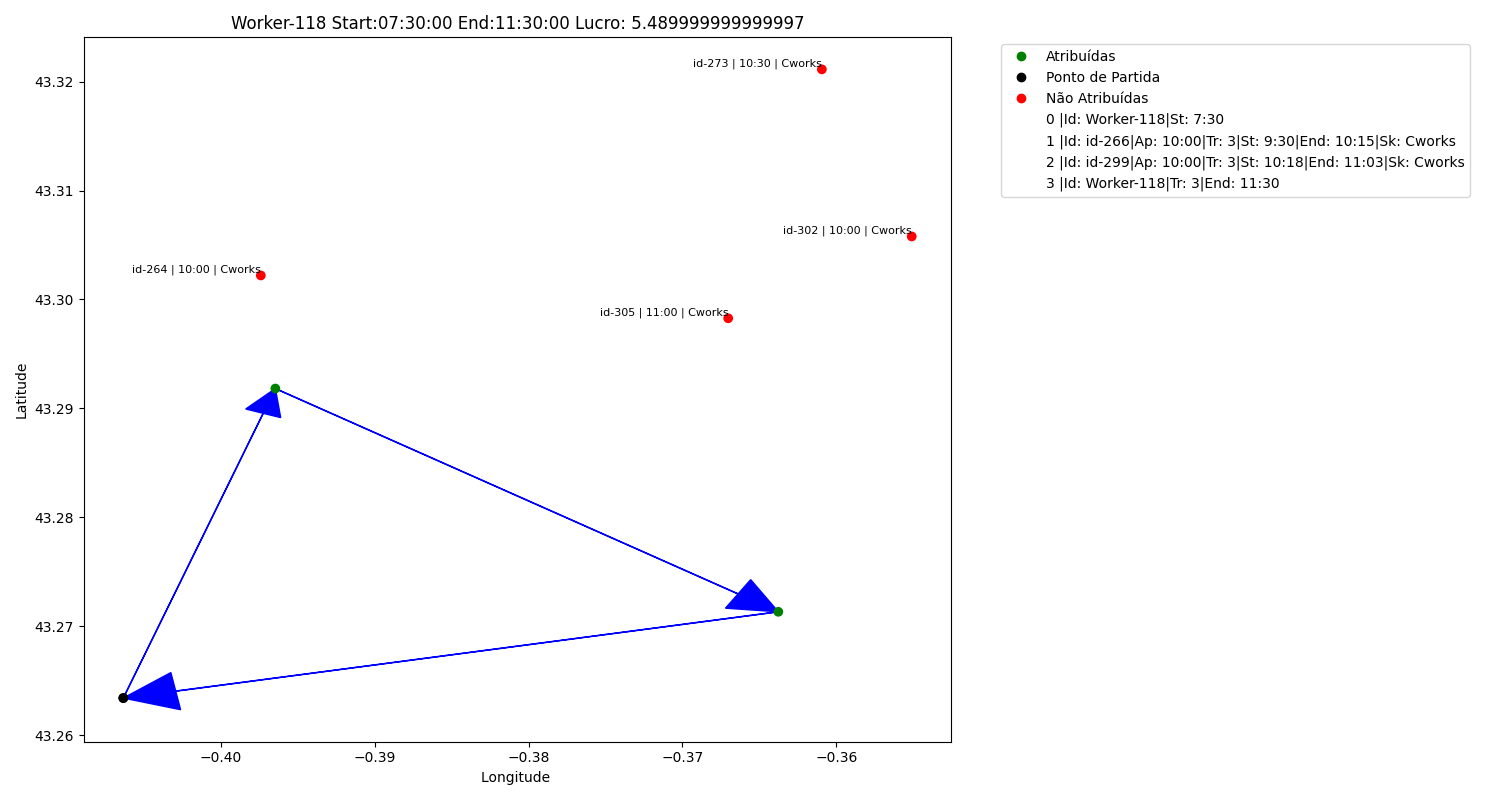 Worker-118 Start:07:30:00 End:11:30:00 Lucro: 5.489999999999997
Atribuídas
Ponto de Partida
Não Atribuídas
0 |Id: Worker-118|St: 7:30
1 |Id: id-266|Ap: 10:00|Tr: 3|St: 9:30|End: 10:15|Sk: Cworks
2 |Id: id-299|Ap: 10:00|Tr: 3|St: 10:18|End: 11:03|Sk: Cworks
3 |Id: Worker-118|Tr: 3|End: 11:30
id-273 | 10:30 | Cworks
id-302 | 10:00 | Cworks
id-264 | 10:00 | Cworks
id-305 | 11:00 | Cworks
Latitude
43.32
43.31
43.30
43.29
43.28
43.27
43.26
−0.40
−0.39
−0.38
−0.37
−0.36
Longitude